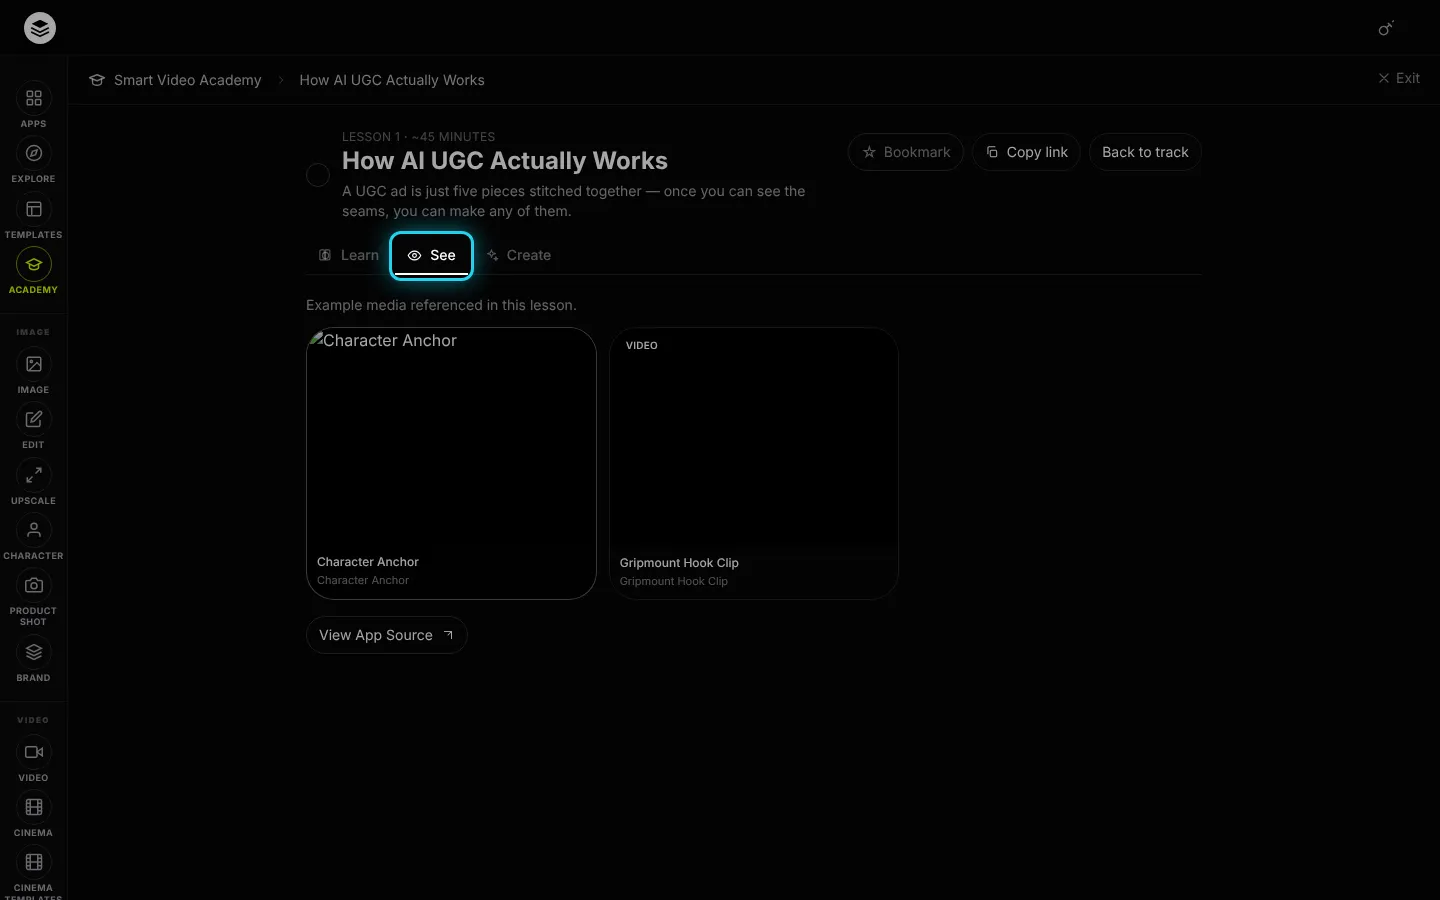 Smart Video Academy
How AI UGC Actually Works
Exit
APPS
EXPLORE
TEMPLATES
ACADEMY
IMAGE
IMAGE
EDIT
UPSCALE
CHARACTER
PRODUCT
SHOT
BRAND
VIDEO
VIDEO
CINEMA
CINEMA
TEMPLATES
LESSON 1 · ~45 MINUTES
How AI UGC Actually Works
A UGC ad is just five pieces stitched together — once you can see the
seams, you can make any of them.
Bookmark
Copy link
Back to track
Learn
See
Create
Example media referenced in this lesson.
Character Anchor
Character Anchor
Character Anchor
VIDEO
Gripmount Hook Clip
Gripmount Hook Clip
View App Source